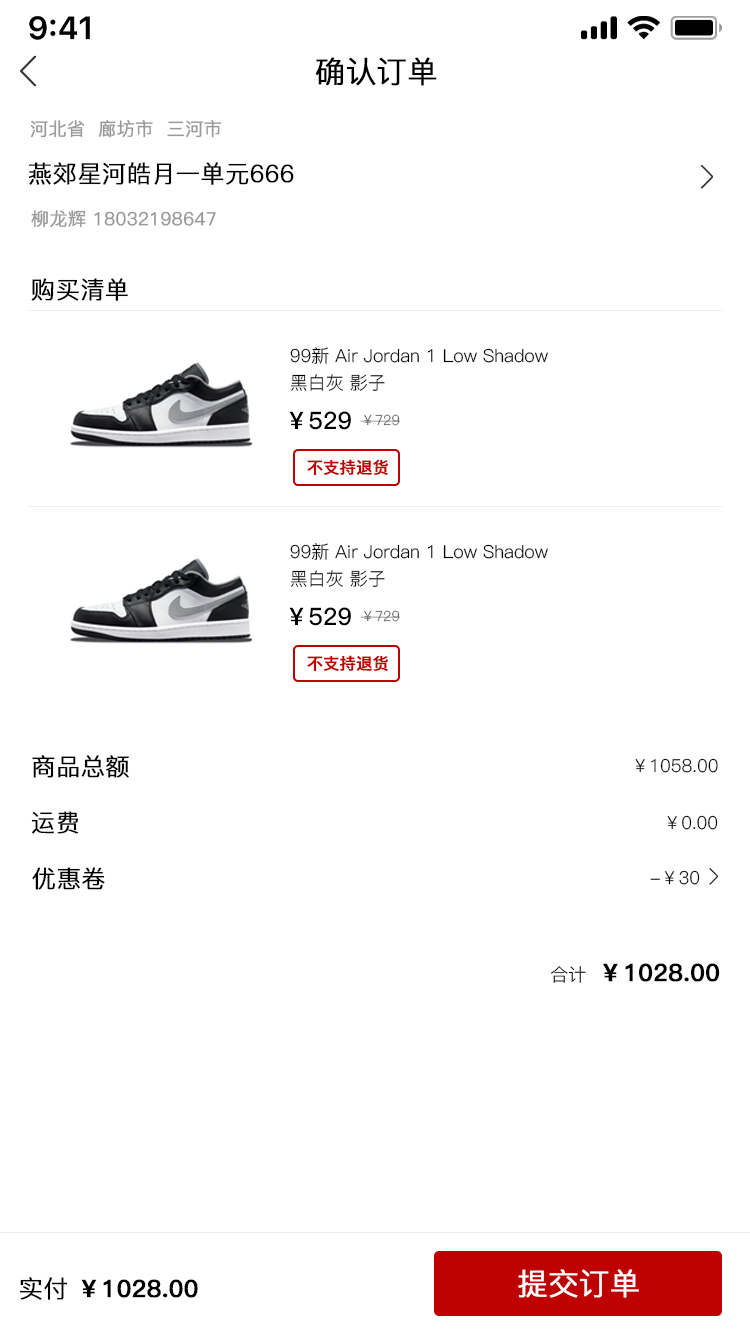 9:41
确认订单
河北省 廊坊市 三河市
燕郊星河皓月一单元666
柳龙辉 18032198647
购买清单
99新 Air Jordan 1 Low Shadow
黑白灰 影子
¥529 ¥729
不支持退货
99新 Air Jordan 1 Low Shadow
黑白灰 影子
¥529 ¥729
不支持退货
商品总额 ¥1058.00
运费 ¥0.00
优惠卷 –¥30
合计 ¥1028.00
实付 ¥1028.00
提交订单